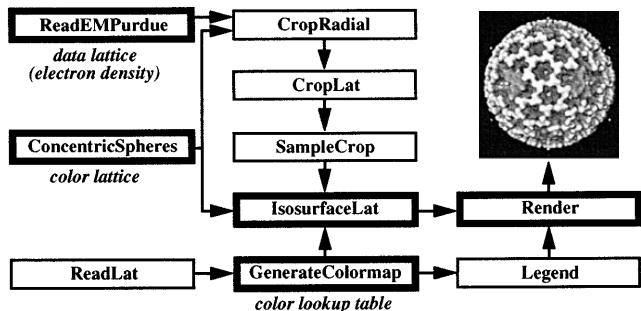 ReadEMPurdue
CropRadial
data lattice
(electron density)
CropLat
ConcentricSpheres
SampleCrop
color lattice
IsosurfaceLat
Render
ReadLat
GenerateColormap
Legend
color lookup table